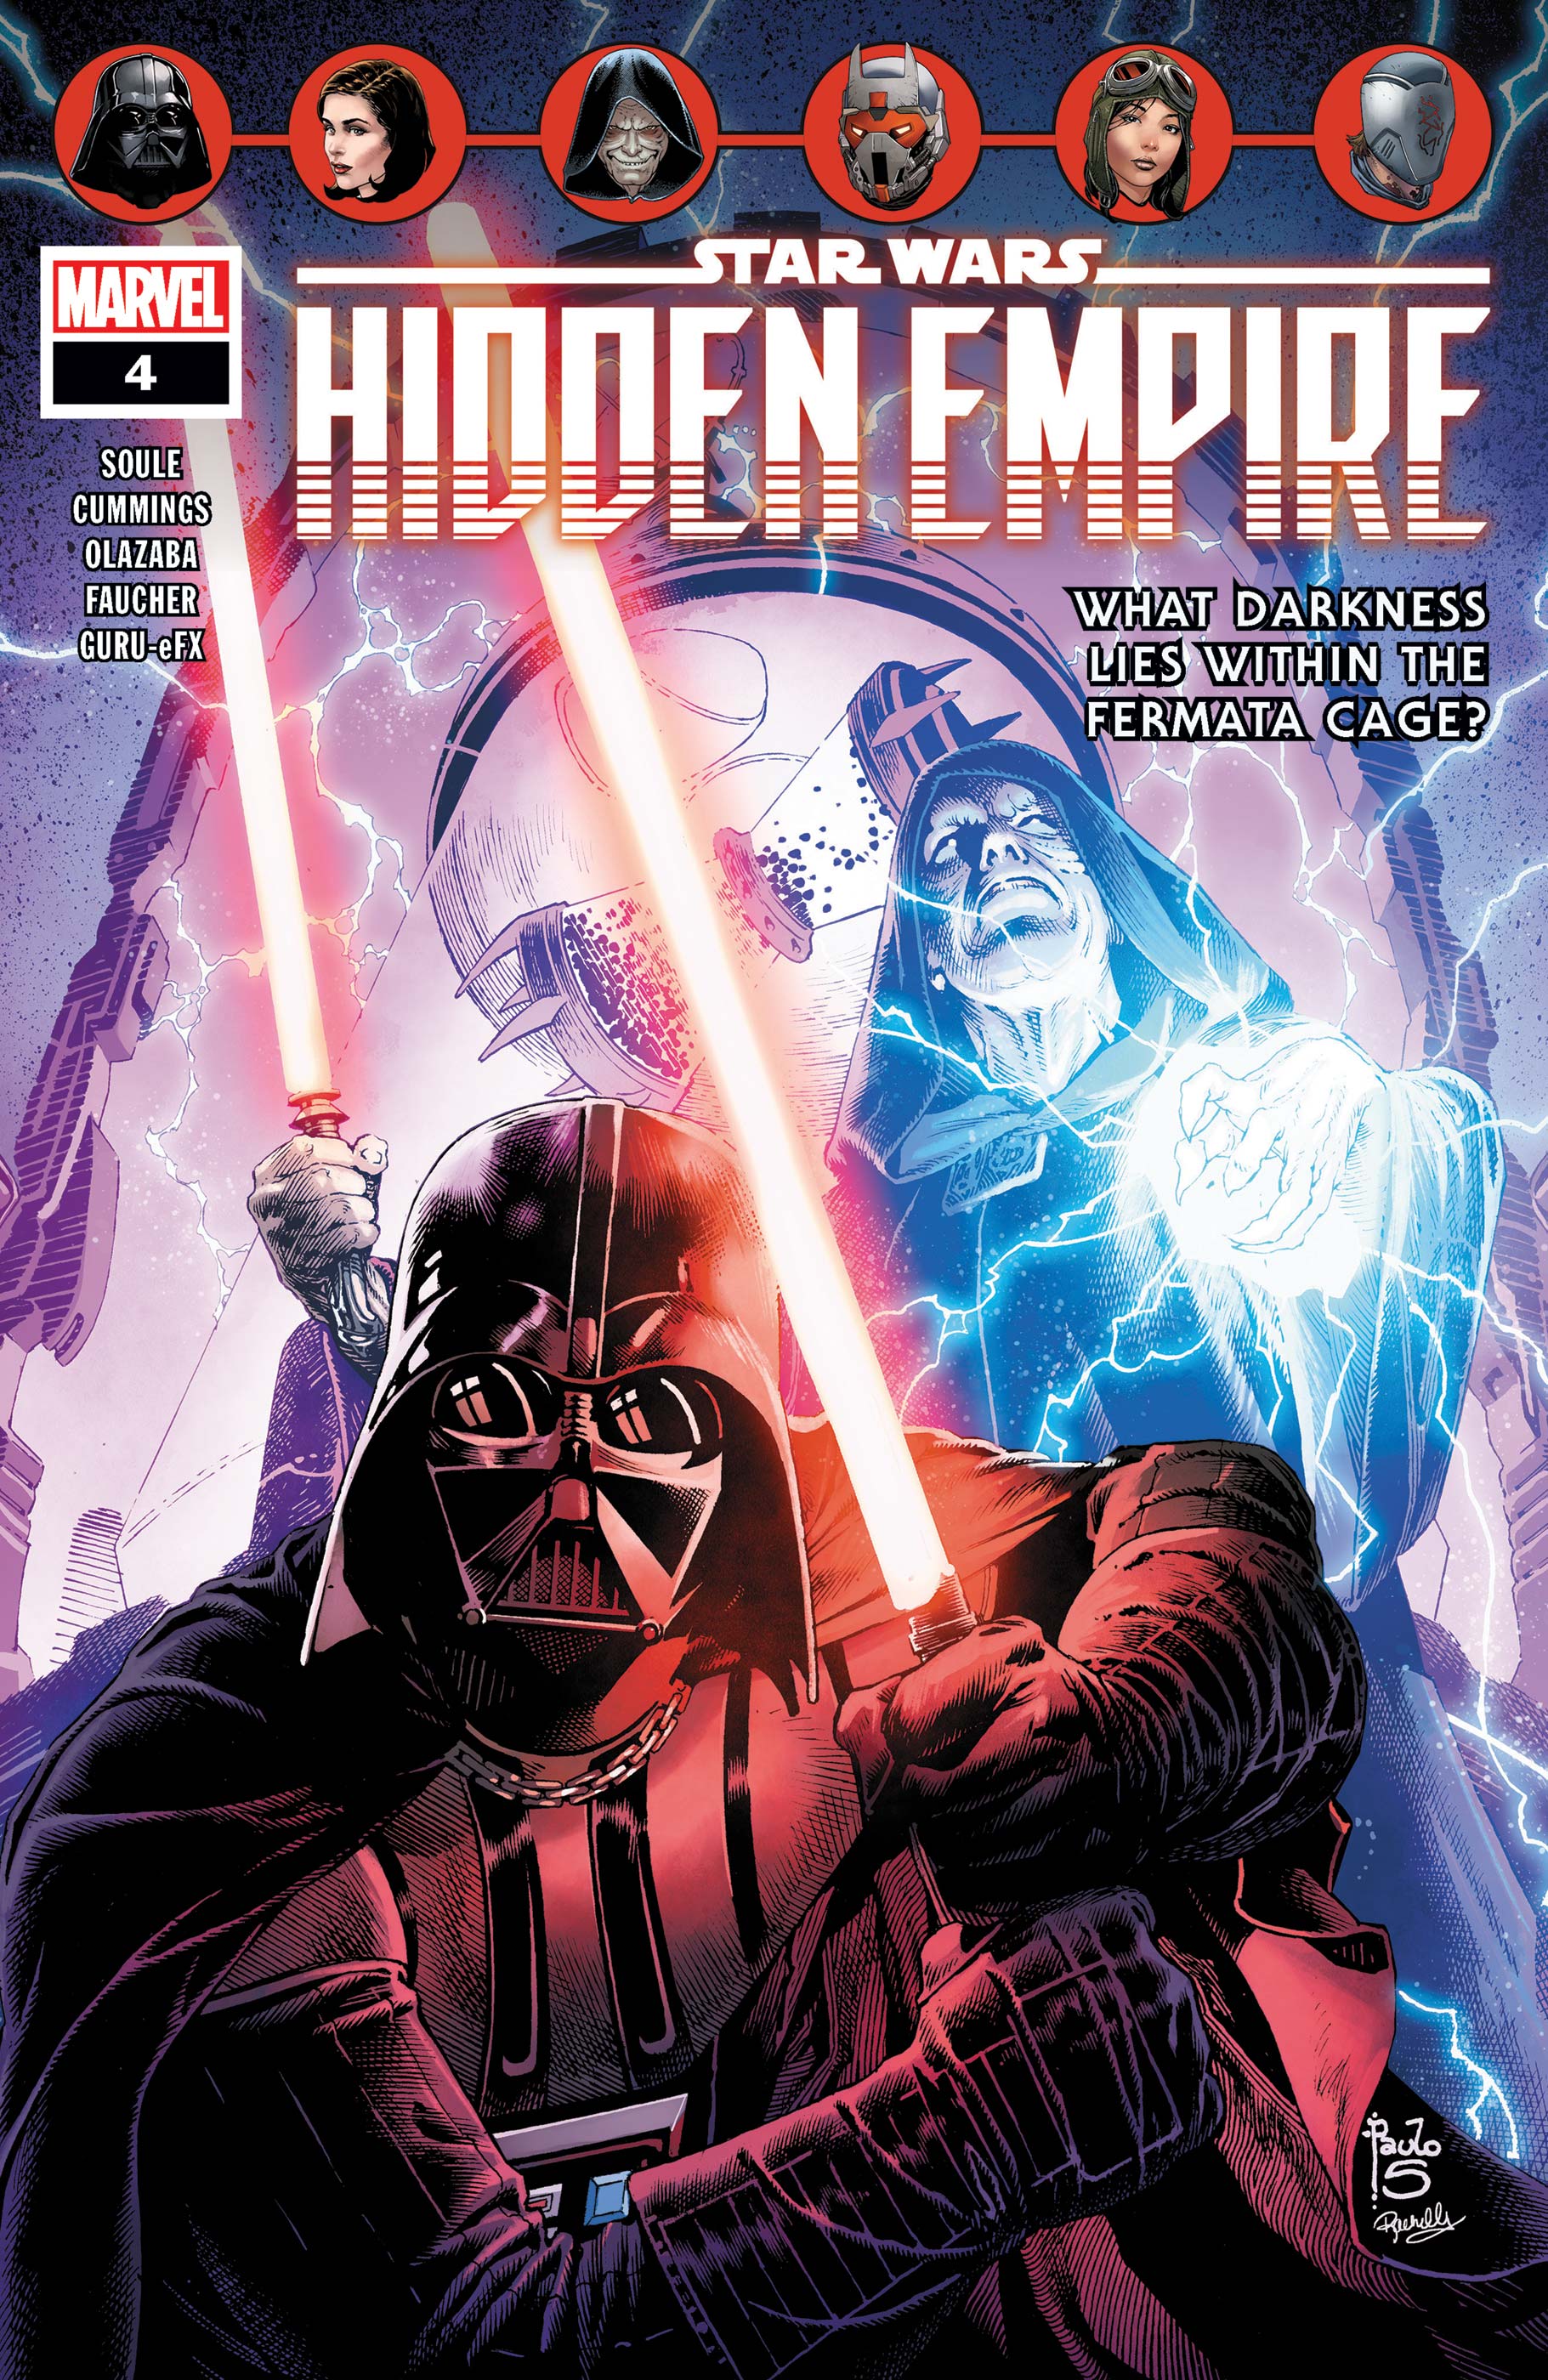 STAR WARS
HIDDEN EMPIRE
MARVEL
4
SOULE
CUMMINGS
OLAZABA
FAUCHER
GURU-eFX
WHAT DARKNESS
LIES WITHIN THE
FERMATA CAGE?
Paulo
S